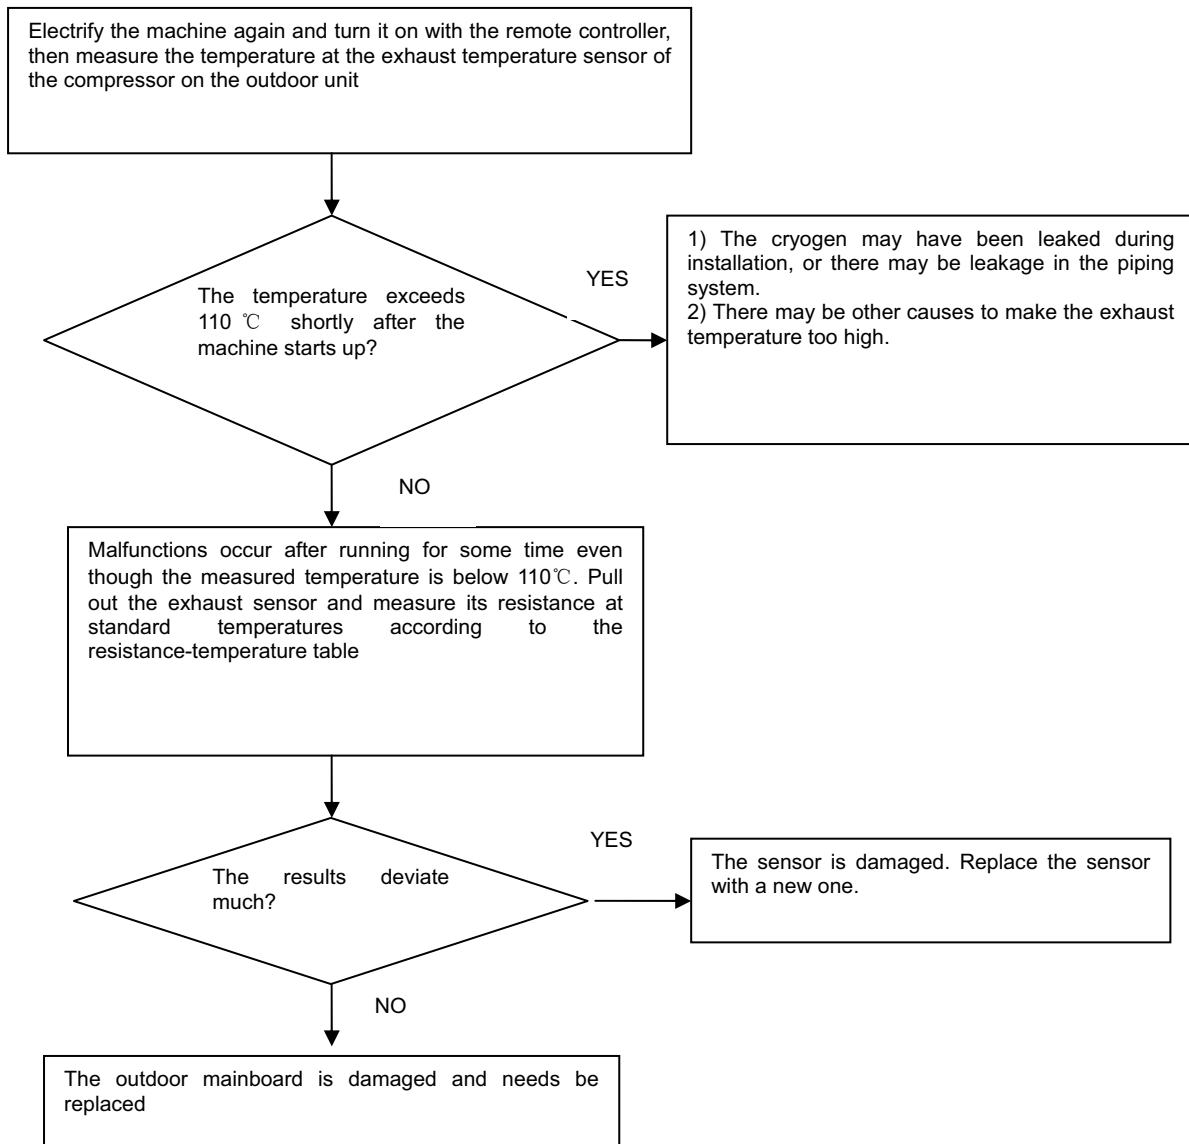 Electrify the machine again and turn it on with the remote controller,
then measure the temperature at the exhaust temperature sensor of
the compressor on the outdoor unit
The temperature exceeds
110 ℃ shortly after the
machine starts up?
YES
1) The cryogen may have been leaked during
installation, or there may be leakage in the piping
system.
2) There may be other causes to make the exhaust
temperature too high.
NO
Malfunctions occur after running for some time even
though the measured temperature is below 110℃. Pull
out the exhaust sensor and measure its resistance at
standard temperatures according to the
resistance-temperature table
The results deviate
much?
YES
The sensor is damaged. Replace the sensor
with a new one.
NO
The outdoor mainboard is damaged and needs be
replaced